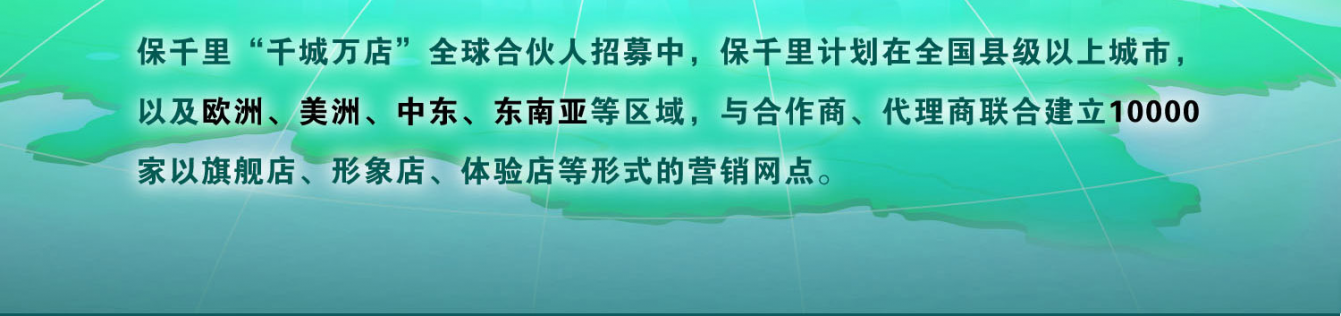 保千里“千城万店”全球合伙人招募中，保千里计划在全国县级以上城市，
以及欧洲、美洲、中东、东南亚等区域，与合作商、代理商联合建立10000
家以旗舰店、形象店、体验店等形式的营销网点。